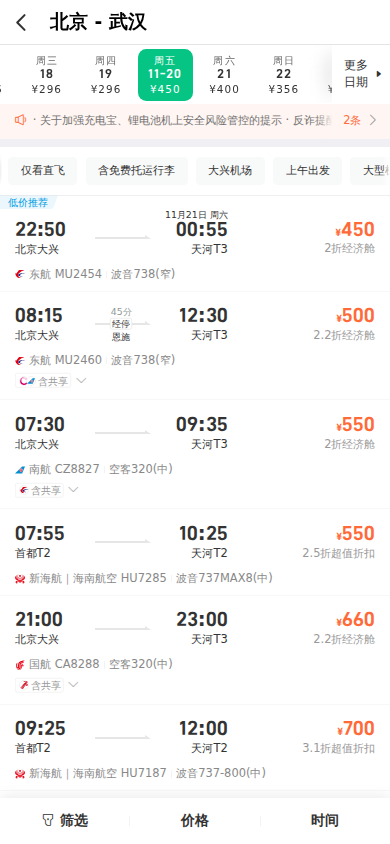 北京 - 武汉
周三 周四 周五 周六 周日 更多
18 19 11-20 21 22 日期
¥296 ¥296 ¥450 ¥400 ¥356
· 关于加强充电宝、锂电池机上安全风险管控的提示 · 反诈提 2条
仅看直飞 含免费托运行李 大兴机场 上午出发 大型
低价推荐
11月21日 周六
22:50 00:55 ¥450
北京大兴 天河T3 2折经济舱
东航 MU2454 波音738(窄)
08:15 45分 12:30 ¥500
经停
北京大兴 恩施 天河T3 2.2折经济舱
东航 MU2460 波音738(窄)
含共享
07:30 09:35 ¥550
北京大兴 天河T3 2折经济舱
南航 CZ8827 空客320(中)
含共享
07:55 10:25 ¥550
首都T2 天河T2 2.5折超值折扣
新海航｜海南航空 HU7285 波音737MAX8(中)
21:00 23:00 ¥660
北京大兴 天河T3 2.2折经济舱
国航 CA8288 空客320(中)
含共享
09:25 12:00 ¥700
首都T2 天河T2 3.1折超值折扣
新海航｜海南航空 HU7187 波音737-800(中)
筛选 价格 时间